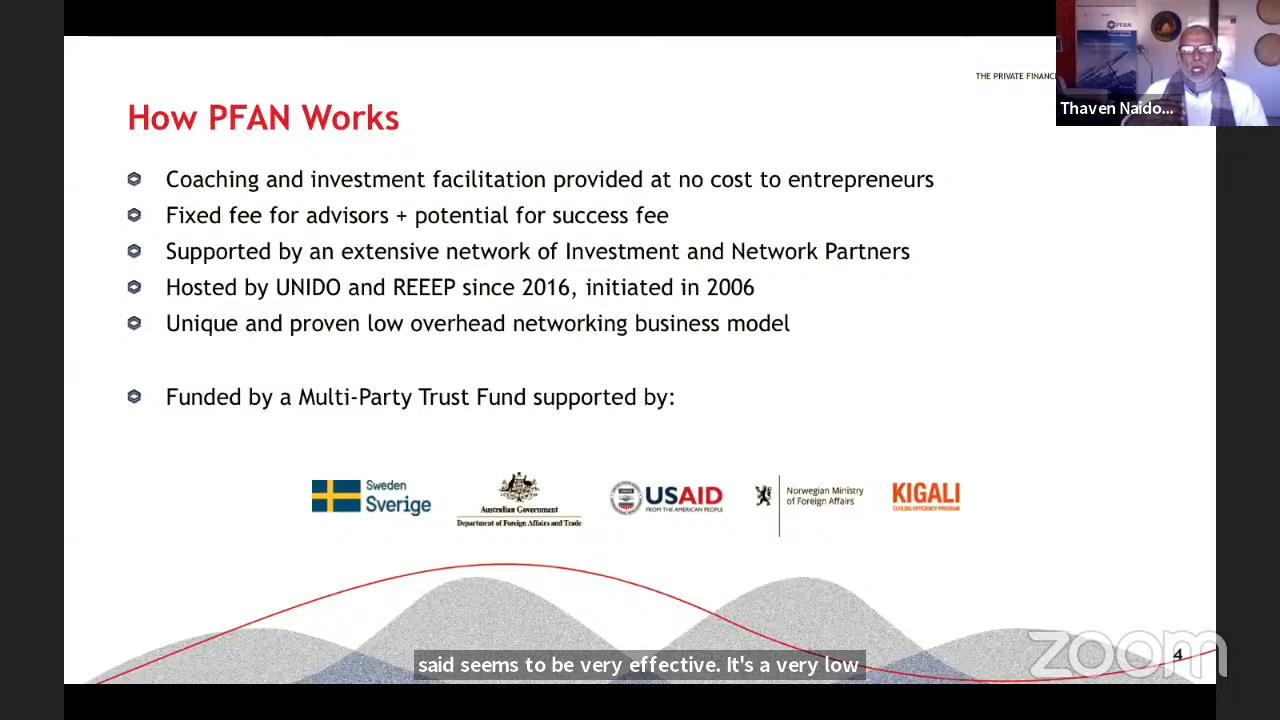 THE PRIVATE FINANC
PFAN
Thaven Naido...
How PFAN Works
Coaching and investment facilitation provided at no cost to entrepreneurs
Fixed fee for advisors + potential for success fee
Supported by an extensive network of Investment and Network Partners
Hosted by UNIDO and REEEP since 2016, initiated in 2006
Unique and proven low overhead networking business model
Funded by a Multi-Party Trust Fund supported by:
Sweden
Sverige
Australian Government
Department of Foreign Affairs and Trade
USAID
FROM THE AMERICAN PEOPLE
Norwegian Ministry
of Foreign Affairs
KIGALI
COOLING EFFICIENCY PROGRAM
said seems to be very effective. It's a very low
zoom
4